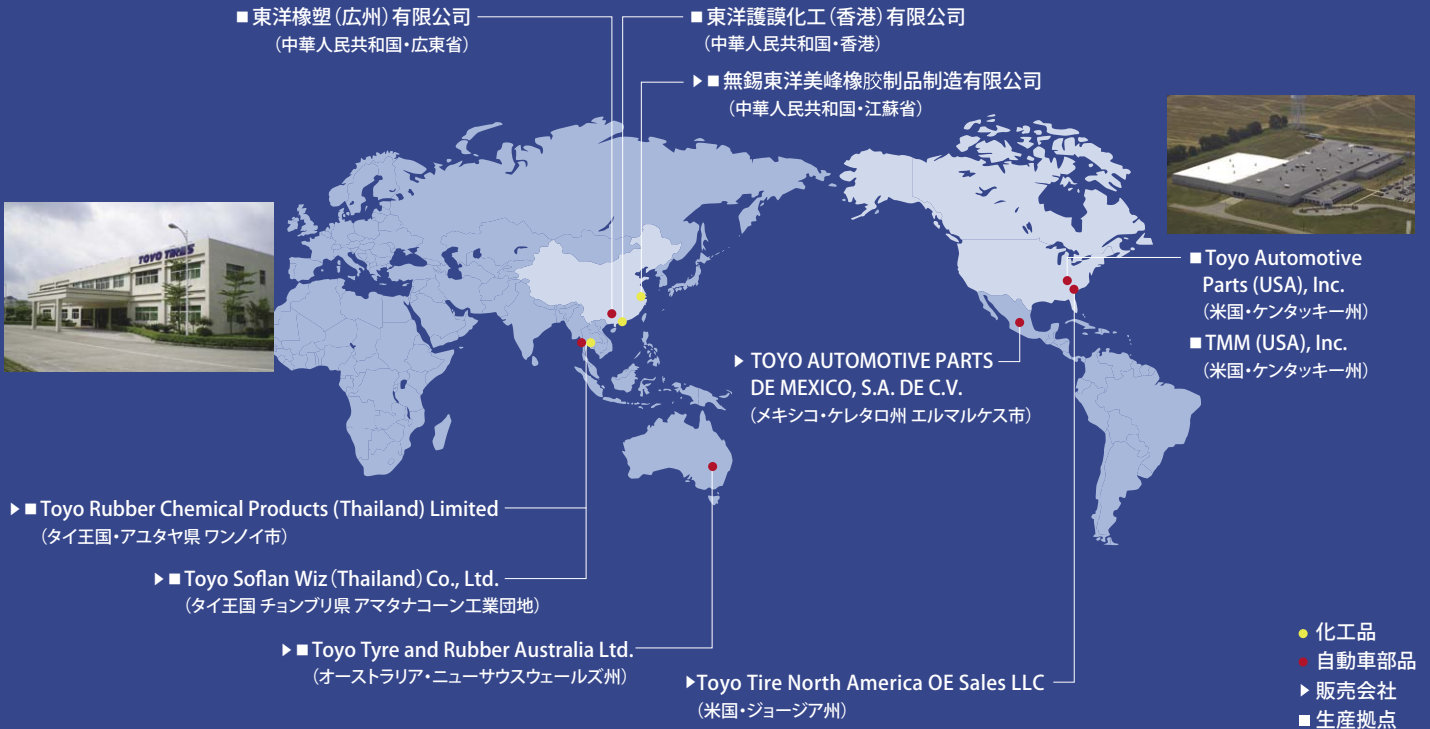 ■ 東洋橡塑（広州）有限公司
（中華人民共和国・広東省）
■ 東洋護謨化工（香港）有限公司
（中華人民共和国・香港）
▶ ■ 無錫東洋美峰橡胶制品制造有限公司
（中華人民共和国・江蘇省）
TOYO TIRES
■ Toyo Automotive
Parts (USA), Inc.
（米国・ケンタッキー州）
■ TMM (USA), Inc.
（米国・ケンタッキー州）
▶ TOYO AUTOMOTIVE PARTS
DE MEXICO, S.A. DE C.V.
（メキシコ・ケレタロ州 エルマルケス市）
▶ ■ Toyo Rubber Chemical Products (Thailand) Limited
（タイ王国・アユタヤ県 ワンノイ市）
▶ ■ Toyo Soflan Wiz（Thailand）Co., Ltd.
（タイ王国 チョンブリ県 アマタナコーン工業団地）
▶ ■ Toyo Tyre and Rubber Australia Ltd.
（オーストラリア・ニューサウスウェールズ州）
▶Toyo Tire North America OE Sales LLC
（米国・ジョージア州）
● 化工品
● 自動車部品
▶ 販売会社
■ 生産拠点